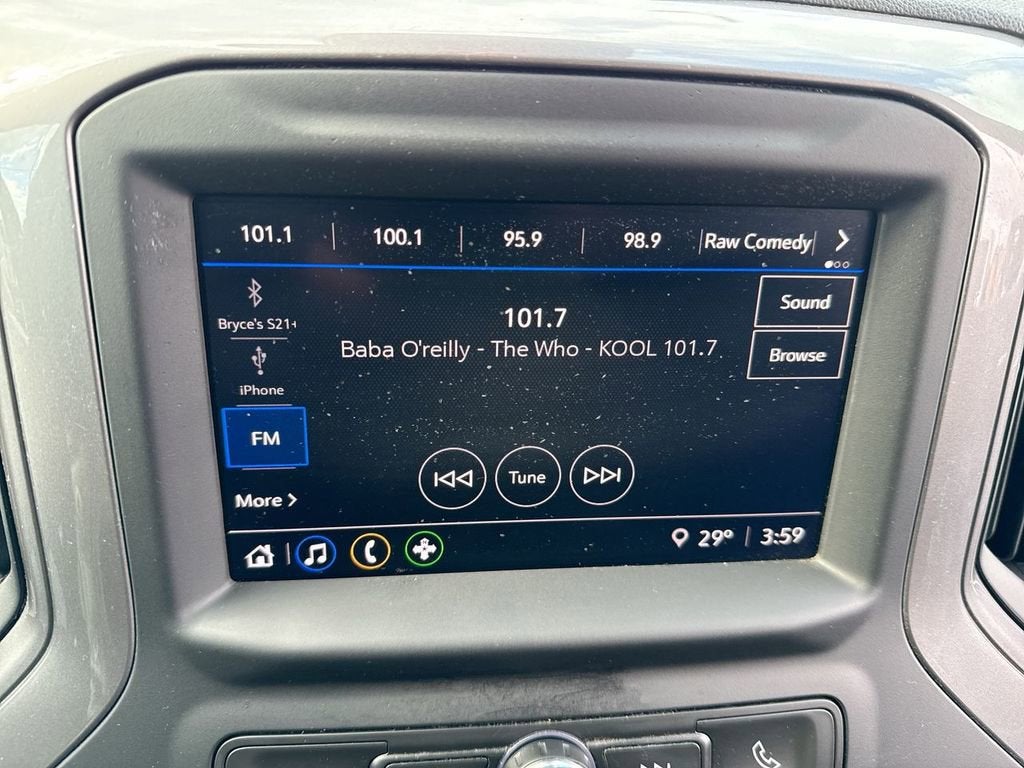 101.1 100.1 95.9 98.9 Raw Comedy
Bryce's S21+
101.7
Sound
Baba O'reilly - The Who - KOOL 101.7
Browse
iPhone
FM
Tune
More
29° 3:59